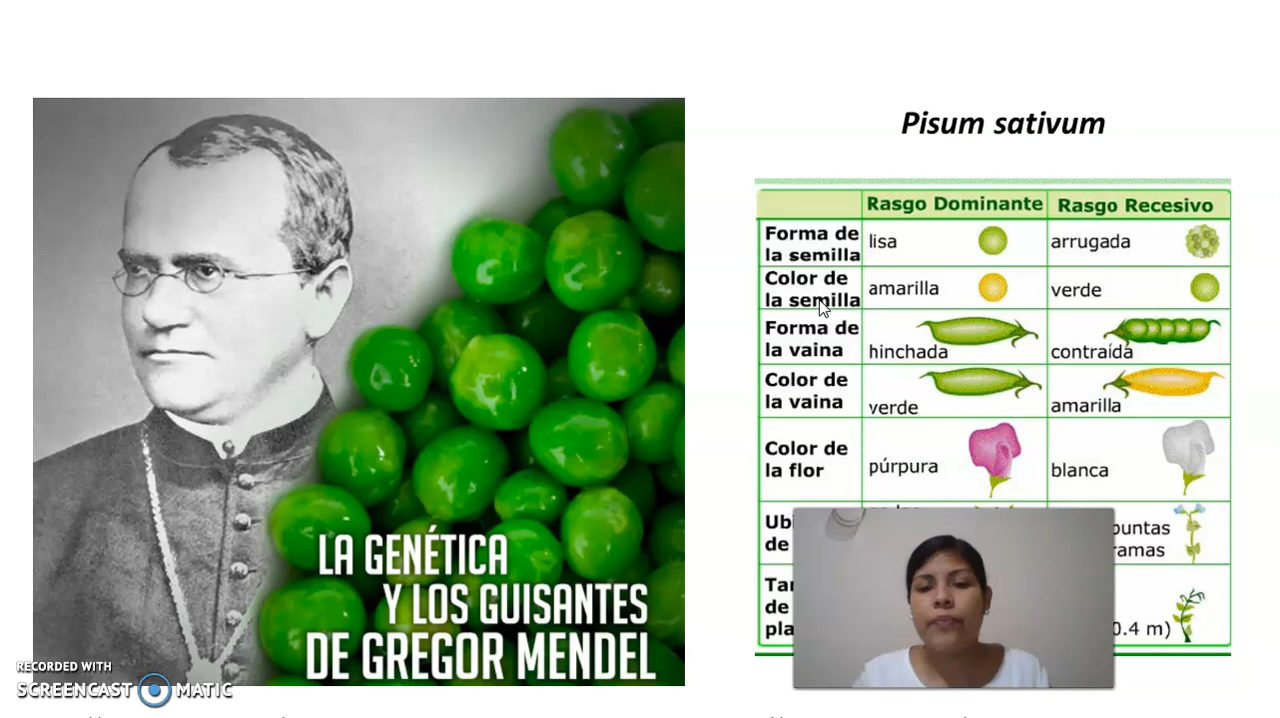 Pisum sativum
Rasgo Dominante
Rasgo Recesivo
Forma de
la semilla
lisa
arrugada
Color de
la semilla
amarilla
verde
Forma de
la vaina
hinchada
contraída
Color de
la vaina
verde
amarilla
Color de
la flor
púrpura
blanca
de
ramas
de
0.4 m)
LA GENÉTICA
Y LOS GUISANTES
DE GREGOR MENDEL
RECORDED WITH
SCREENCAST MATIC